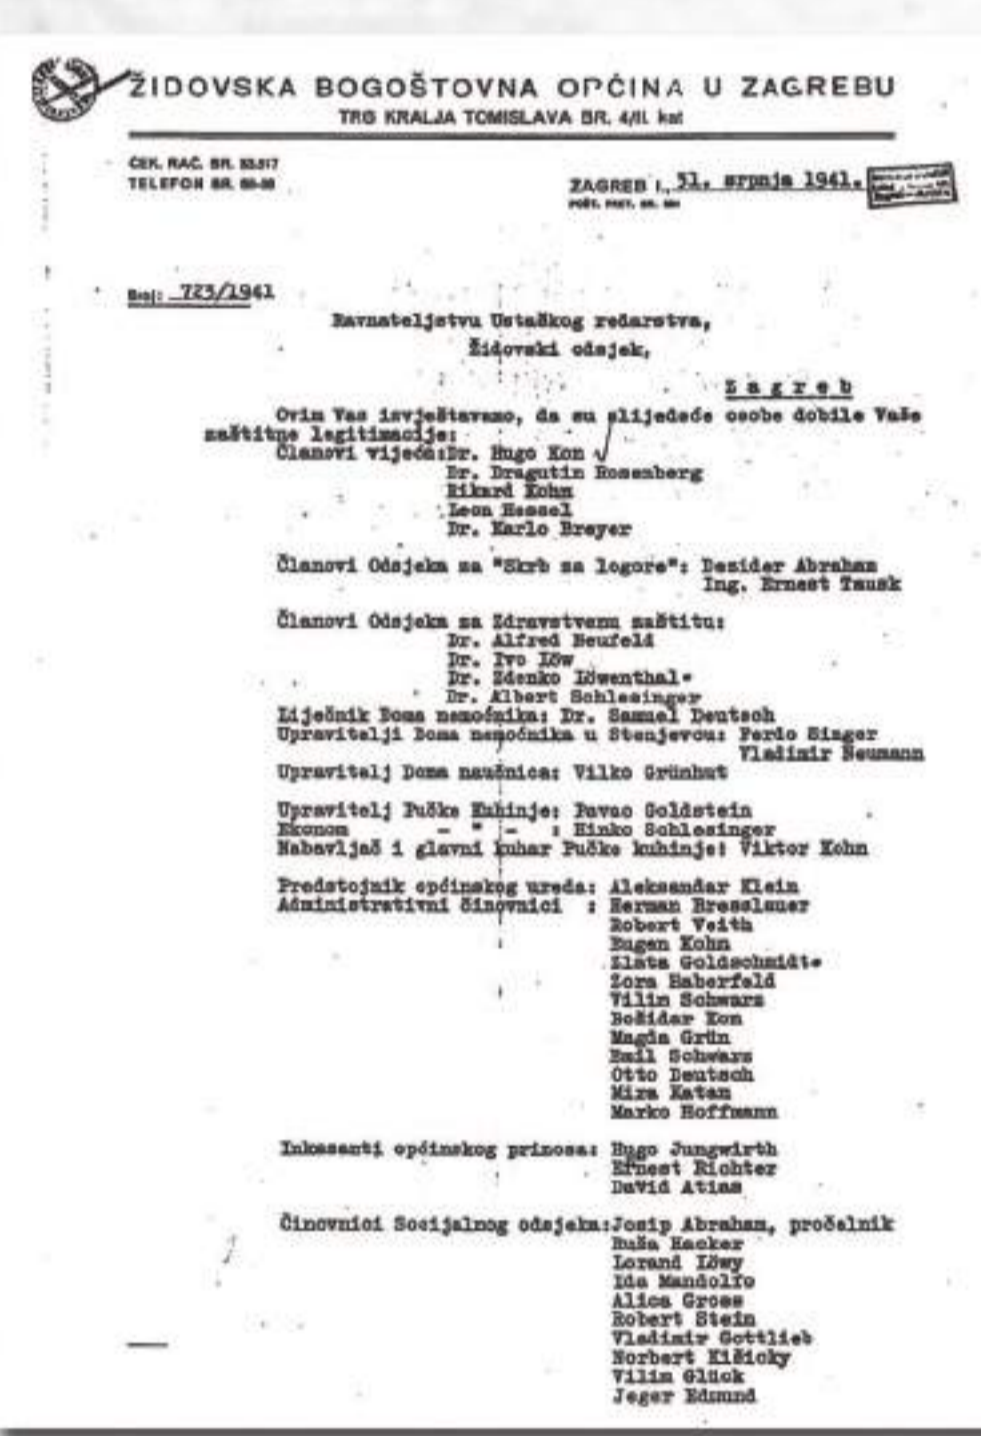 ŽIDOVSKA BOGOŠTOVNA OPĆINA U ZAGREBU
TRG KRALJA TOMISLAVA BR. 4/II. kat
ČEK. RAČ. BR.
TELEFON BR.
ZAGREB I., 31. srpnja 1941.
Broj: 723/1941
Ravnateljstvu Ustaškog redarstva,
Židovski odsjek,
Zagreb
Ovim Vas izvještavamo, da su slijedeće osobe dobile Vaše
zaštitne legitimacije:
Članovi vijeća:Dr. Hugo Kon
Dr. Dragutin Rosenberg
Rikard Kohn
Leon Hessel
Dr. Karlo Breyer
Članovi Odsjeka za "Skrb za logore": Desider Abraham
Ing. Ernest Tausk
Članovi Odsjeka za Zdravstvenu zaštitu:
Dr. Alfred Neufeld
Dr. Ivo Löw
Dr. Zdenko Löwenthal
Dr. Albert Schlesinger
Liječnik Doma nemoćnika: Dr. Samuel Deutsch
Upravitelji Doma nemoćnika u Stenjevcu: Ferdo Singer
Vladimir Neumann
Upravitelj Doma naučnica: Vilko Grünhut
Upravitelj Pučke Kuhinje: Pavao Goldstein
Ekonom - " - : Hinko Schlesinger
Nabavljač i glavni kuhar Pučke kuhinje: Viktor Kohn
Predstojnik općinskog ureda: Aleksandar Klein
Administrativni činovnici : Herman Bresslauer
Robert Veith
Eugen Kohn
Zlata Goldschmidt
Zora Haberfeld
Vilim Schwarz
Božidar Kon
Magda Grün
Emil Schwarz
Otto Deutsch
Mira Katan
Marko Hoffmann
Inkasanti općinskog prinosa: Hugo Jungwirth
Ernest Richter
David Atias
Činovnici Socijalnog odsjeka:Josip Abraham, pročelnik
Ruža Hacker
Lorand Löwy
Ida Mandolfo
Alica Gross
Robert Stein
Vladimir Gottlieb
Norbert Kišicky
Vilim Glück
Jeger Edmund